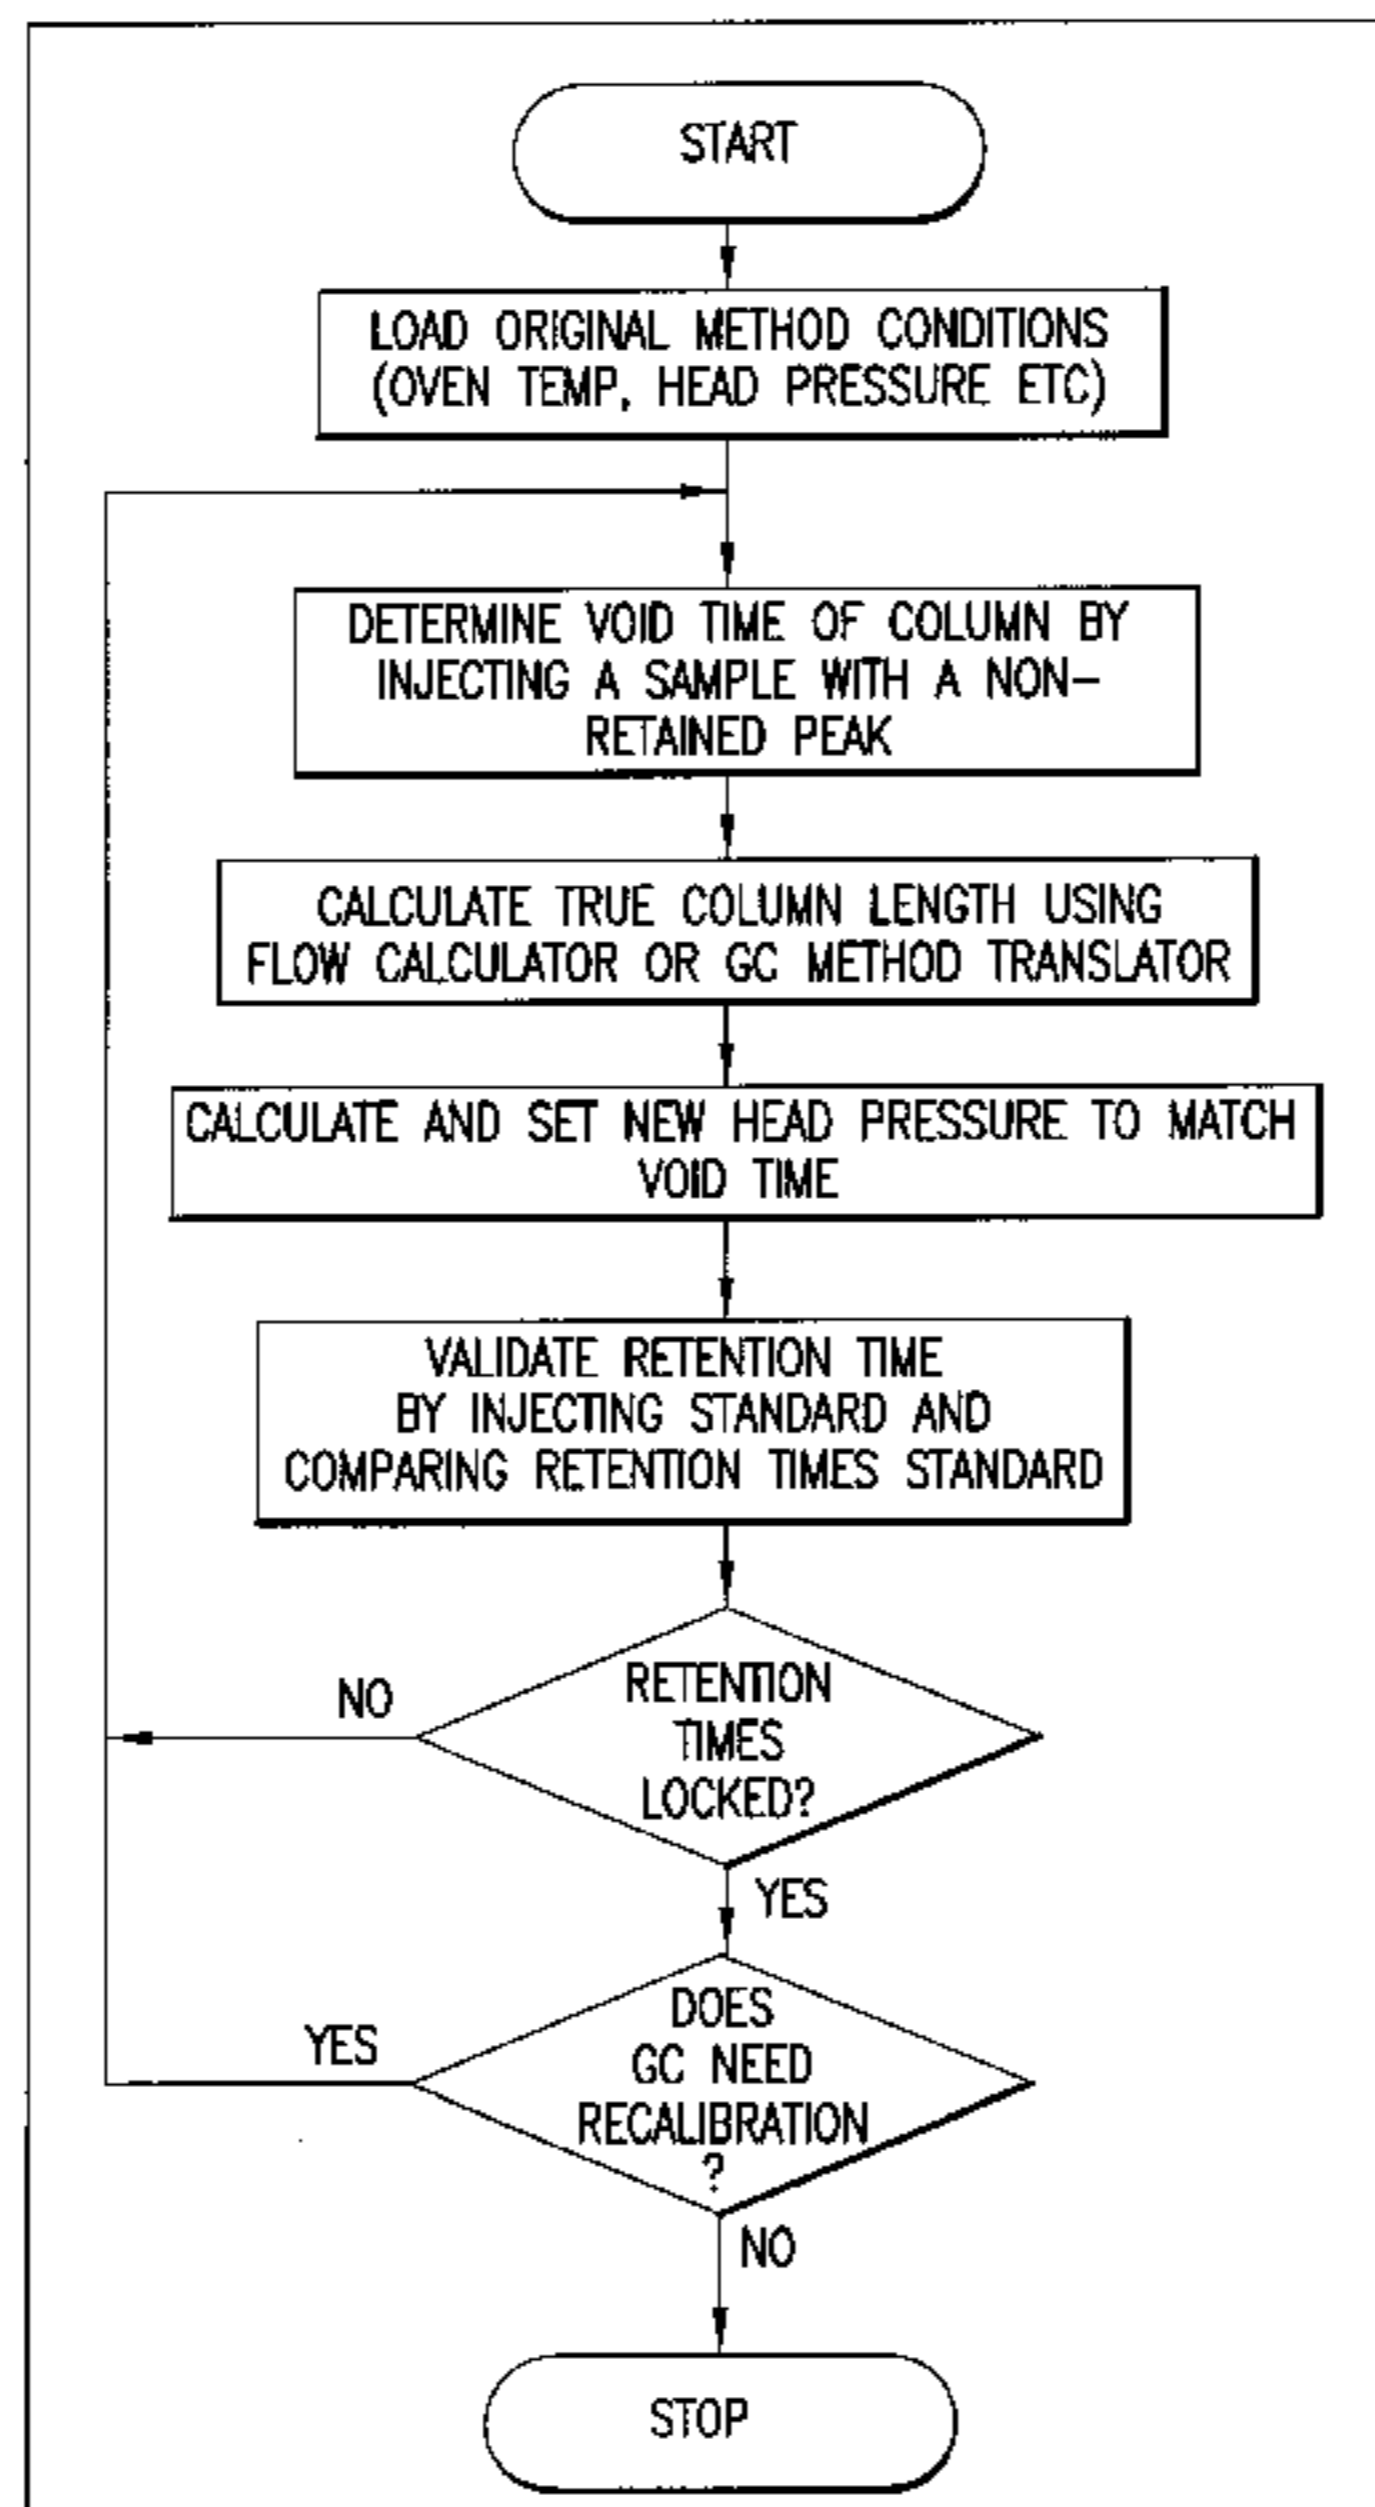 START
LOAD ORIGINAL METHOD CONDITIONS
(OVEN TEMP, HEAD PRESSURE ETC)
DETERMINE VOID TIME OF COLUMN BY
INJECTING A SAMPLE WITH A NON-
RETAINED PEAK
CALCULATE TRUE COLUMN LENGTH USING
FLOW CALCULATOR OR GC METHOD TRANSLATOR
CALCULATE AND SET NEW HEAD PRESSURE TO MATCH
VOID TIME
VALIDATE RETENTION TIME
BY INJECTING STANDARD AND
COMPARING RETENTION TIMES STANDARD
NO
RETENTION
TIMES
LOCKED?
YES
YES
DOES
GC NEED
RECALIBRATION
?
NO
STOP